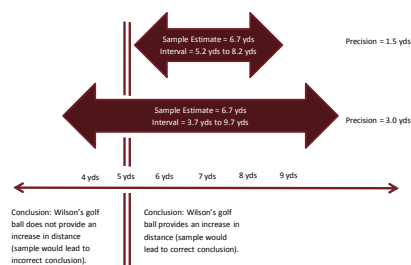 Sample Estimate = 6.7 yds
Interval = 5.2 yds to 8.2 yds
Precision = 1.5 yds
Sample Estimate = 6.7 yds
Interval = 3.7 yds to 9.7 yds
Precision = 3.0 yds
4 yds 5 yds 6 yds 7 yds 8 yds 9 yds
Conclusion: Wilson's golf
ball does not provide an
increase in distance
(sample would lead to
incorrect conclusion).
Conclusion: Wilson's golf
ball provides an increase in
distance (sample would
lead to correct conclusion).